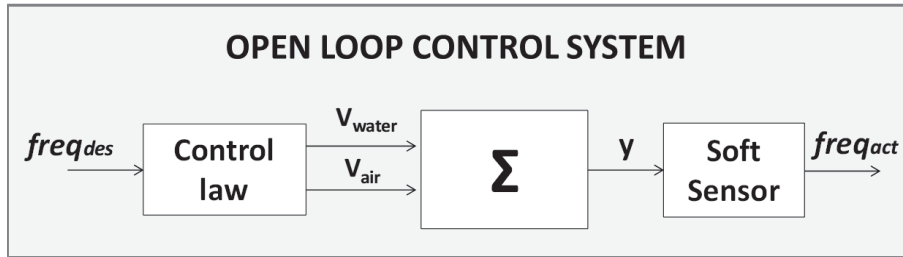 OPEN LOOP CONTROL SYSTEM
freqdes
Control
law
Vwater
Vair
Σ
y
Soft
Sensor
freqact